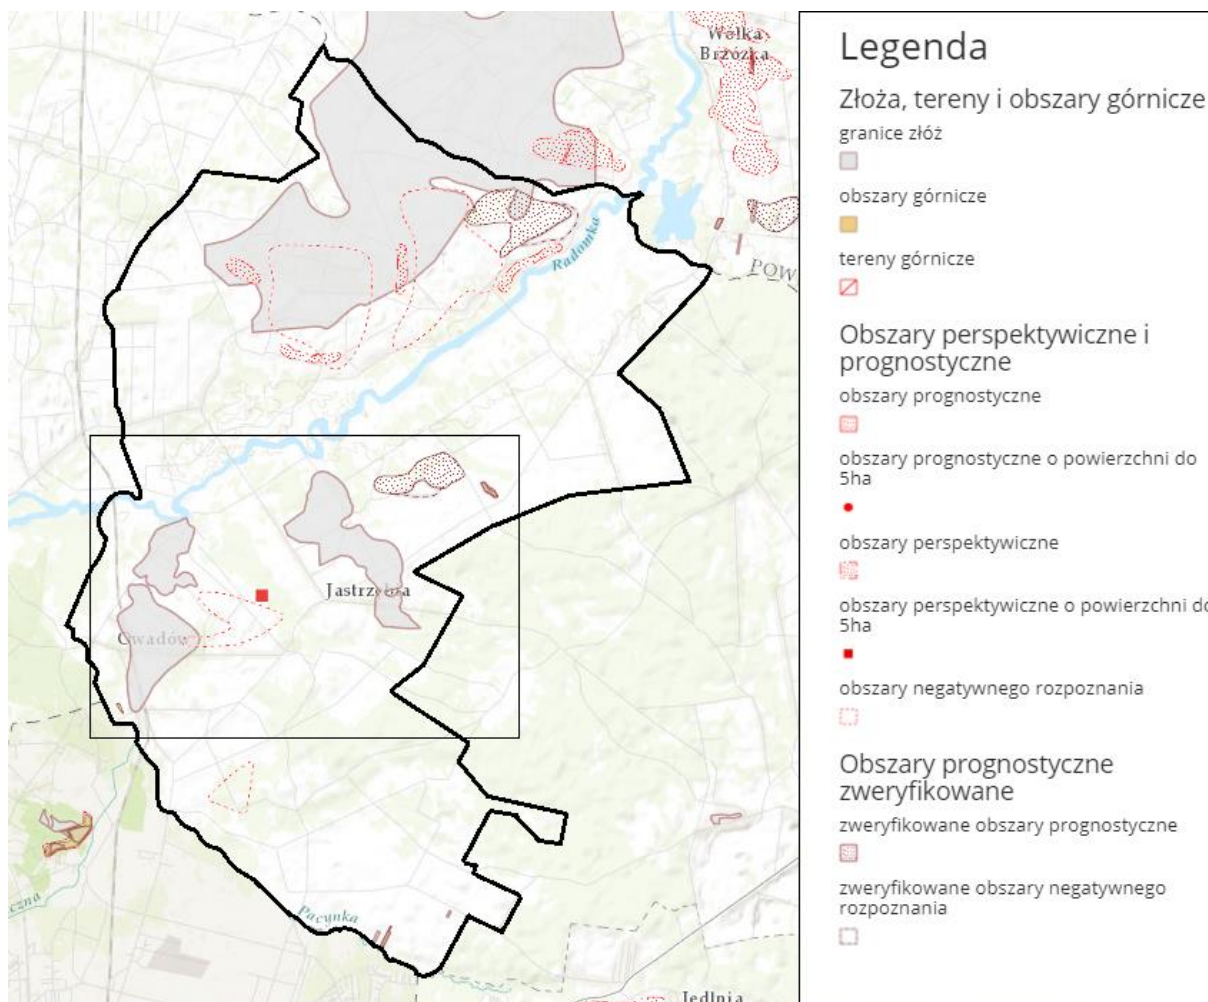 Wólka
Brzózka
Radomka
POW
Jastrzębia
Owadów
Pacynka
czna
Jedlnia
Legenda
Złoża, tereny i obszary górnicze
granice złóż
obszary górnicze
tereny górnicze
Obszary perspektywiczne i
prognostyczne
obszary prognostyczne
obszary prognostyczne o powierzchni do
5ha
obszary perspektywiczne
obszary perspektywiczne o powierzchni do
5ha
obszary negatywnego rozpoznania
Obszary prognostyczne
zweryfikowane
zweryfikowane obszary prognostyczne
zweryfikowane obszary negatywnego
rozpoznania